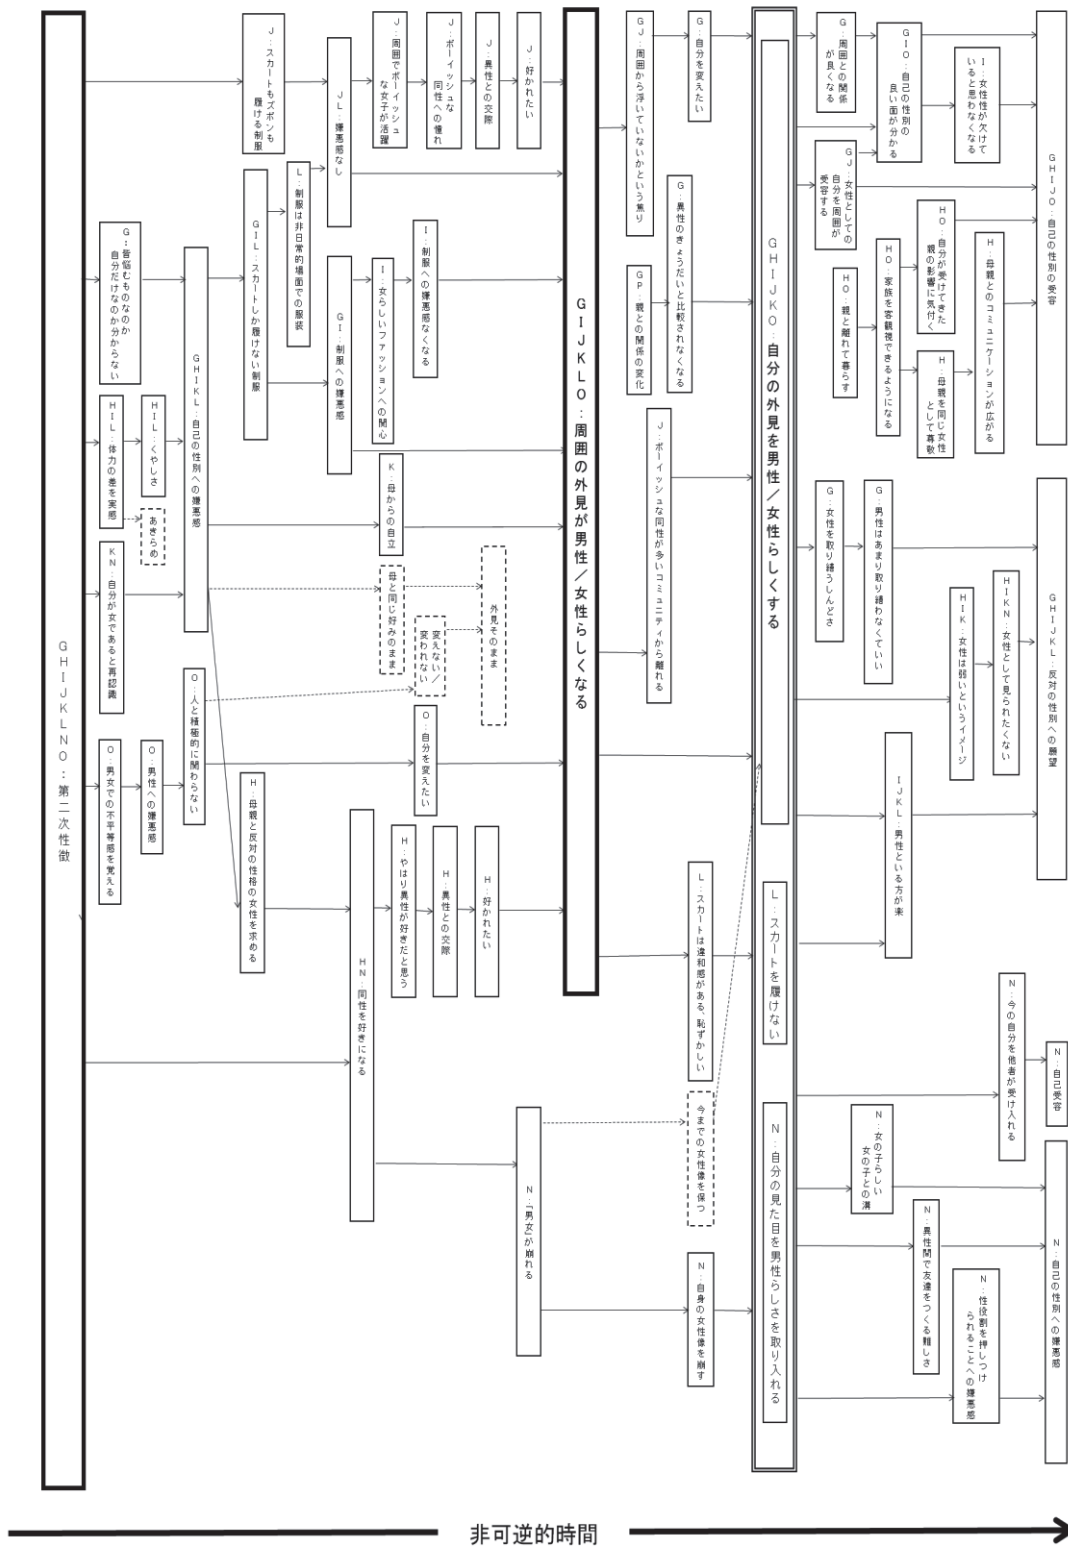 GHIJKLNO：第二次性徴
G：皆悩むものなのか
自分だけなのか分からない
HIL：体力の差を実感
HIL：くやしさ
あきらめ
KN：自分が女であると再認識
O：男女での不平等感を覚える
O：男性への嫌悪感
GHIKL：自己の性別への嫌悪感
O：人と積極的に関わらない
J：スカートもズボンも
履ける制服
GIL：スカートしか履けない制服
L：制服は非日常的場面での服装
H：母親と反対の性格の女性を求める
JL：嫌悪感なし
GI：制服への嫌悪感
HN：同性を好きになる
J：周囲でボーイッシュ
な女子が活躍
J：ボーイッシュな
同性への憧れ
J：異性との交際
J：好かれたい
I：女らしいファッションへの関心
I：制服への嫌悪感なくなる
K：母からの自立
母と同じ好みのまま
変えない／
変われない
外見そのまま
O：自分を変えたい
H：やはり異性が好きだと思う
H：異性との交際
H：好かれたい
N：「男女」が崩れる
GIJKLO：周囲の外見が男性／女性らしくなる
GJ：周囲から浮いていないかという焦り
G：自分を変えたい
GP：親との関係の変化
G：異性のきょうだいと比較されなくなる
J：ボーイッシュな同性が多いコミュニティから離れる
L：スカートは違和感がある、恥ずかしい
今までの女性像を保つ
N：自身の女性像を崩す
GHIJKO：自分の外見を男性／女性らしくする
L：スカートを履けない
N：自分の見た目を男性らしさを取り入れる
G：周囲との関係
が良くなる
GIO：自己の性別の
良い面が分かる
I：女性性が欠けて
いると思わなくなる
GJ：女性としての
自分を周囲が
受容する
HO：親と離れて暮らす
HO：家族を客観視できるようになる
HO：自分が受けてきた
親の影響に気付く
H：母親を同じ女性
として尊敬
H：母親とのコミュニケーションが広がる
GHIJO：自己の性別の受容
G：女性を取り繕うしんどさ
G：男性はあまり取り繕わなくていい
HIK：女性は弱いというイメージ
HIKN：女性として見られたくない
IJKL：男性といる方が楽
GHIJKL：反対の性別への願望
N：今の自分を他者が受け入れる
N：自己受容
N：女の子らしい
女の子との溝
N：異性間で友達をつくる難しさ
N：性役割を押しつけ
られることへの嫌悪感
N：自己の性別への嫌悪感
非可逆的時間